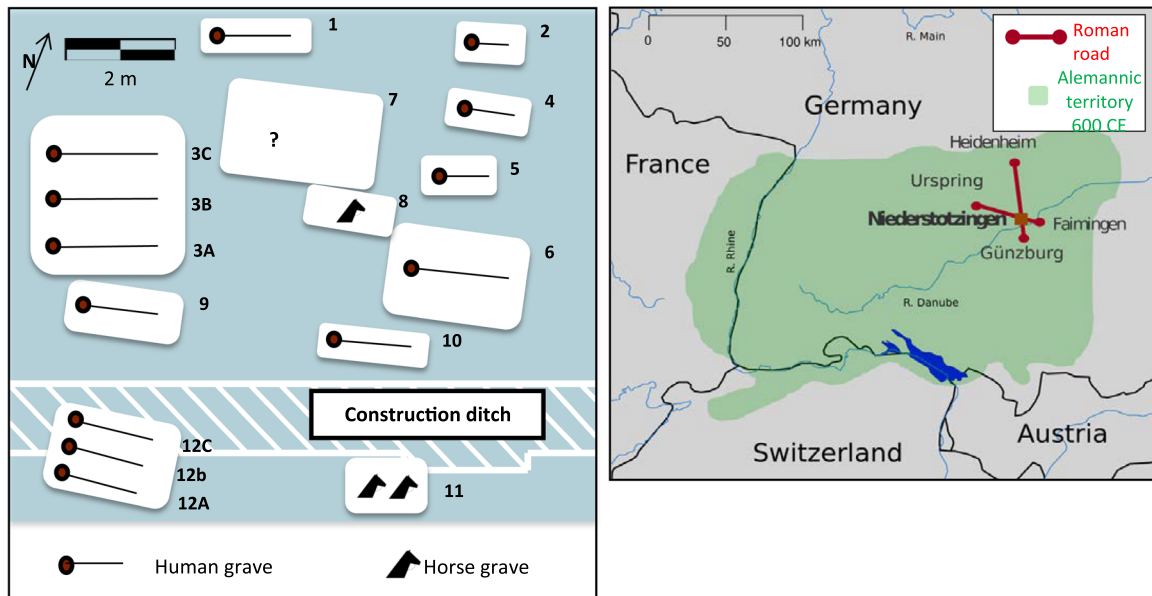 1
2
N
2 m
7
4
?
3C
5
8
3B
3A
6
9
10
Construction ditch
12C
12b
11
12A
Human grave
Horse grave
0
50
100 km
R. Main
Roman
road
Alemannic
territory
600 CE
Germany
France
Heidenheim
Urspring
Niederstotzingen
Faimingen
Günzburg
R. Rhine
R. Danube
Switzerland
Austria